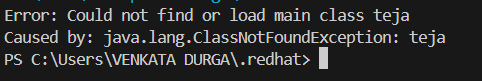 Error: Could not find or load main class teja
Caused by: java.lang.ClassNotFoundException: teja
PS C:\Users\VENKATA DURGA\.redhat>